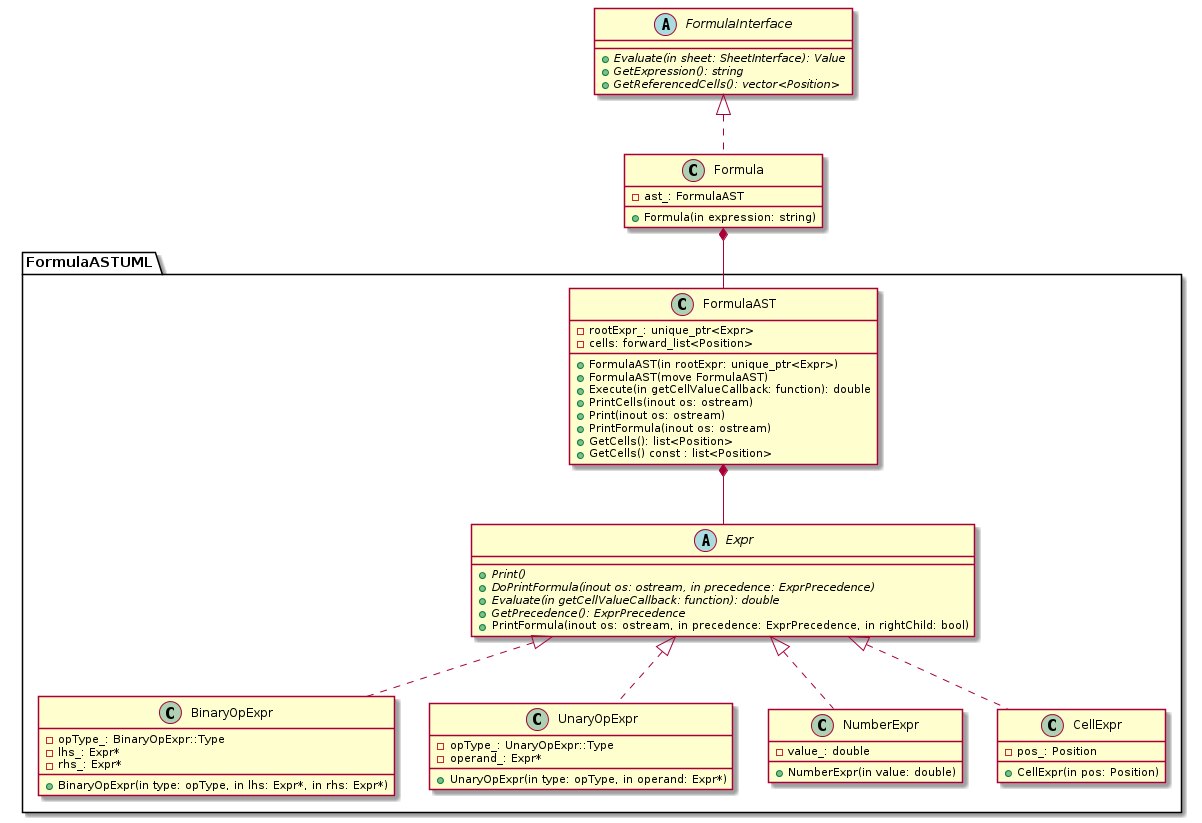 A FormulaInterface
Evaluate(in sheet: SheetInterface): Value
GetExpression(): string
GetReferencedCells(): vector<Position>
C Formula
ast_: FormulaAST
Formula(in expression: string)
FormulaASTUML
C FormulaAST
rootExpr_: unique_ptr<Expr>
cells: forward_list<Position>
FormulaAST(in rootExpr: unique_ptr<Expr>)
FormulaAST(move FormulaAST)
Execute(in getCellValueCallback: function): double
PrintCells(inout os: ostream)
Print(inout os: ostream)
PrintFormula(inout os: ostream)
GetCells(): list<Position>
GetCells() const : list<Position>
A Expr
Print()
DoPrintFormula(inout os: ostream, in precedence: ExprPrecedence)
Evaluate(in getCellValueCallback: function): double
GetPrecedence(): ExprPrecedence
PrintFormula(inout os: ostream, in precedence: ExprPrecedence, in rightChild: bool)
C BinaryOpExpr
opType_: BinaryOpExpr::Type
lhs_: Expr*
rhs_: Expr*
BinaryOpExpr(in type: opType, in lhs: Expr*, in rhs: Expr*)
C UnaryOpExpr
opType_: UnaryOpExpr::Type
operand_: Expr*
UnaryOpExpr(in type: opType, in operand: Expr*)
C NumberExpr
value_: double
NumberExpr(in value: double)
C CellExpr
pos_: Position
CellExpr(in pos: Position)